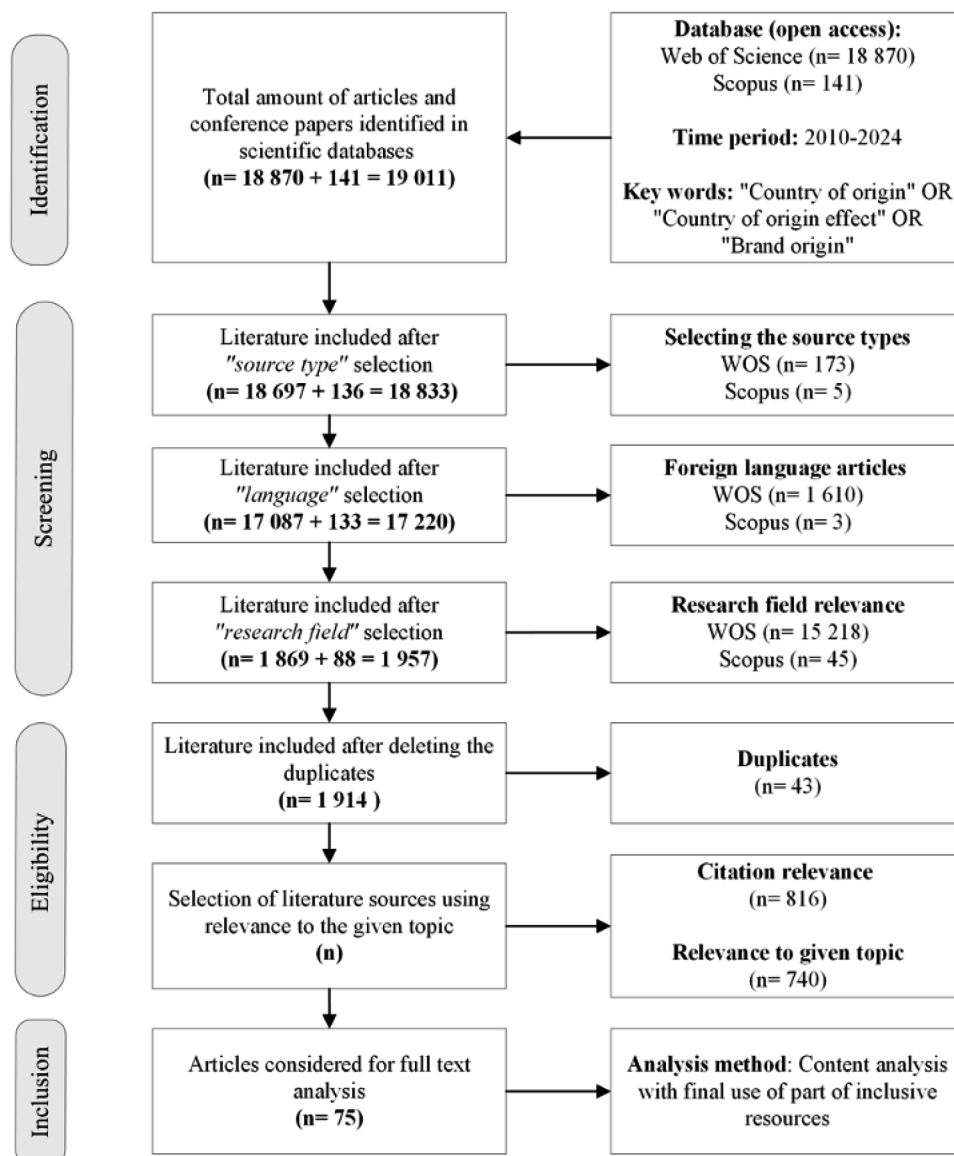 Identification
Total amount of articles and
conference papers identified in
scientific databases
(n= 18 870 + 141 = 19 011)
Database (open access):
Web of Science (n= 18 870)
Scopus (n= 141)
Time period: 2010-2024
Key words: "Country of origin" OR
"Country of origin effect" OR
"Brand origin"
Screening
Literature included after
"source type" selection
(n= 18 697 + 136 = 18 833)
Selecting the source types
WOS (n= 173)
Scopus (n= 5)
Literature included after
"language" selection
(n= 17 087 + 133 = 17 220)
Foreign language articles
WOS (n= 1 610)
Scopus (n= 3)
Literature included after
"research field" selection
(n= 1 869 + 88 = 1 957)
Research field relevance
WOS (n= 15 218)
Scopus (n= 45)
Eligibility
Literature included after deleting the
duplicates
(n= 1 914 )
Duplicates
(n= 43)
Selection of literature sources using
relevance to the given topic
(n)
Citation relevance
(n= 816)
Relevance to given topic
(n= 740)
Inclusion
Articles considered for full text
analysis
(n= 75)
Analysis method: Content analysis
with final use of part of inclusive
resources